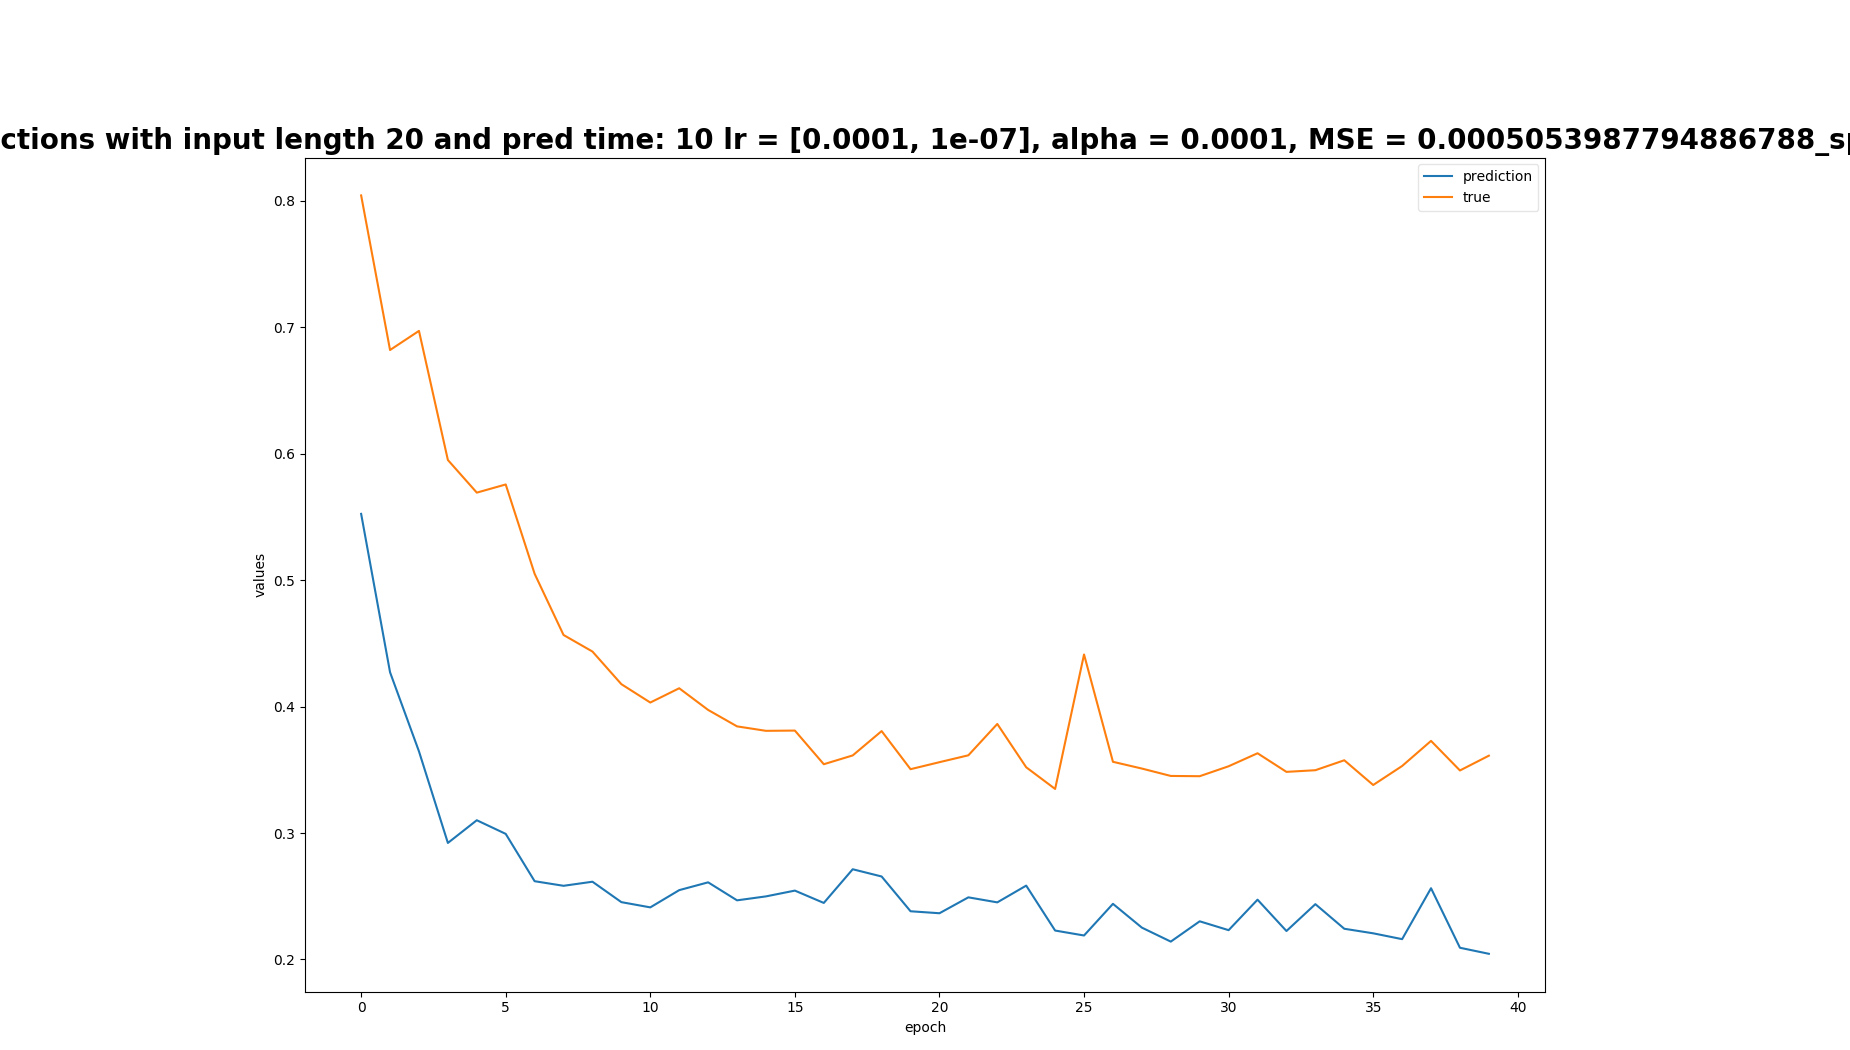 ctions with input length 20 and pred time: 10 lr = [0.0001, 1e-07], alpha = 0.0001, MSE = 0.0005053987794886788_sp
prediction
true
0.8
0.7
0.6
0.5
0.4
0.3
0.2
values
0 5 10 15 20 25 30 35 40
epoch